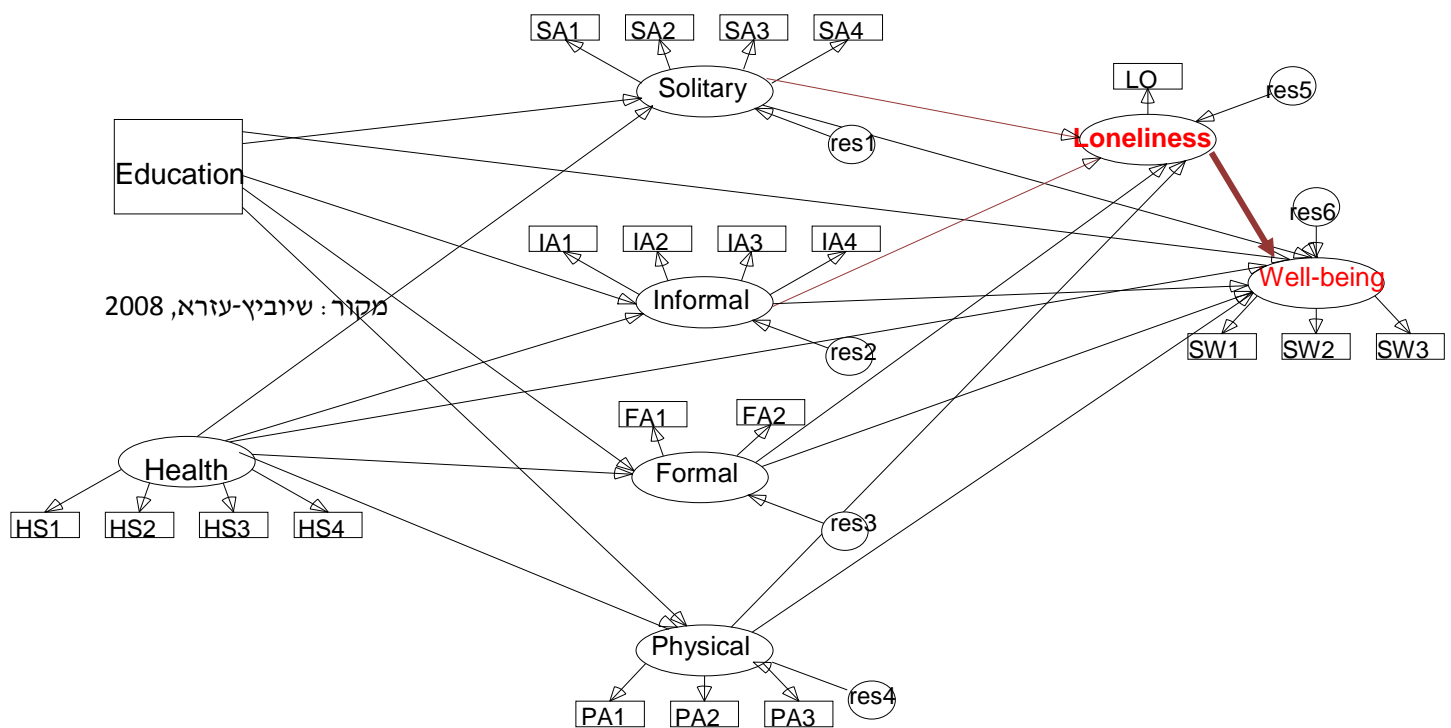 SA1 SA2 SA3 SA4
Solitary
LO
res5
res1
Loneliness
Education
res6
IA1 IA2 IA3 IA4
Well-being
Informal
מקור: שיוביץ-עזרא, 2008
res2
SW1 SW2 SW3
FA1 FA2
Health
Formal
HS1 HS2 HS3 HS4
res3
Physical
res4
PA1 PA2 PA3